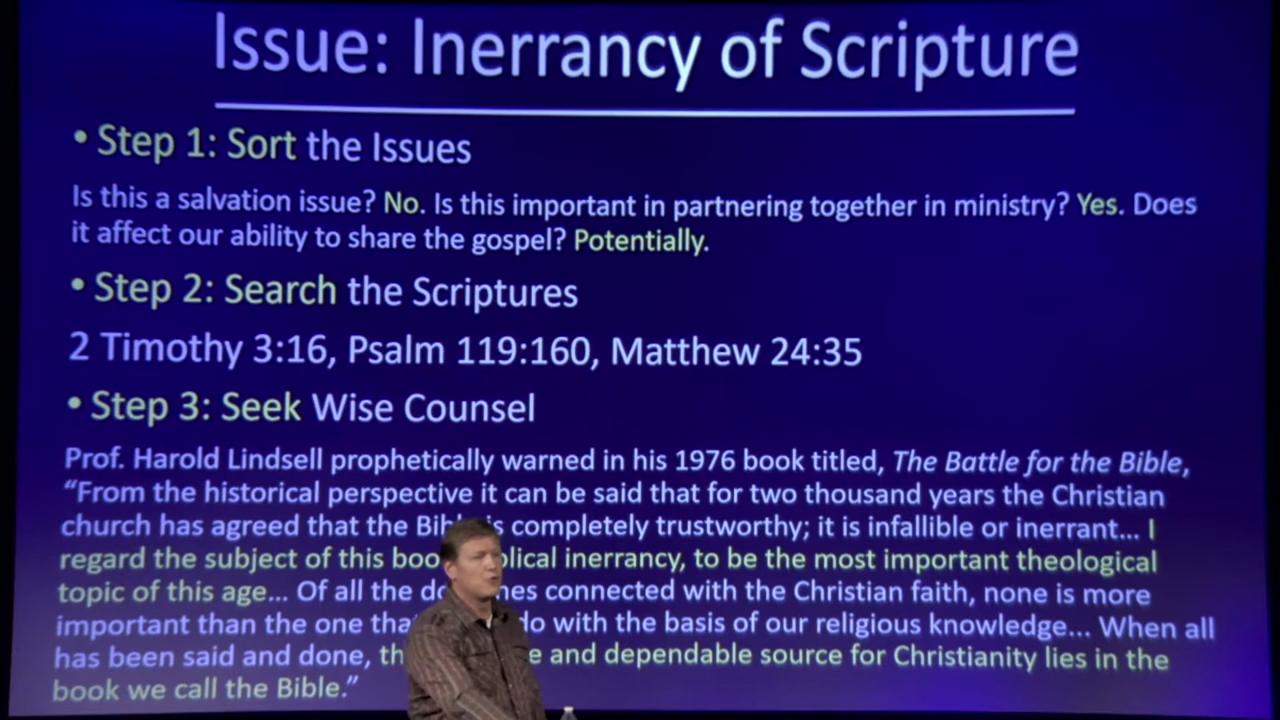 Issue: Inerrancy of Scripture
• Step 1: Sort the Issues
Is this a salvation issue? No. Is this important in partnering together in ministry? Yes. Does
it affect our ability to share the gospel? Potentially.
• Step 2: Search the Scriptures
2 Timothy 3:16, Psalm 119:160, Matthew 24:35
• Step 3: Seek Wise Counsel
Prof. Harold Lindsell prophetically warned in his 1976 book titled, The Battle for the Bible,
“From the historical perspective it can be said that for two thousand years the Christian
church has agreed that the Bible is completely trustworthy; it is infallible or inerrant... I
regard the subject of this book, biblical inerrancy, to be the most important theological
topic of this age... Of all the doctrines connected with the Christian faith, none is more
important than the one that do with the basis of our religious knowledge... When all
has been said and done, and dependable source for Christianity lies in the
book we call the Bible.”